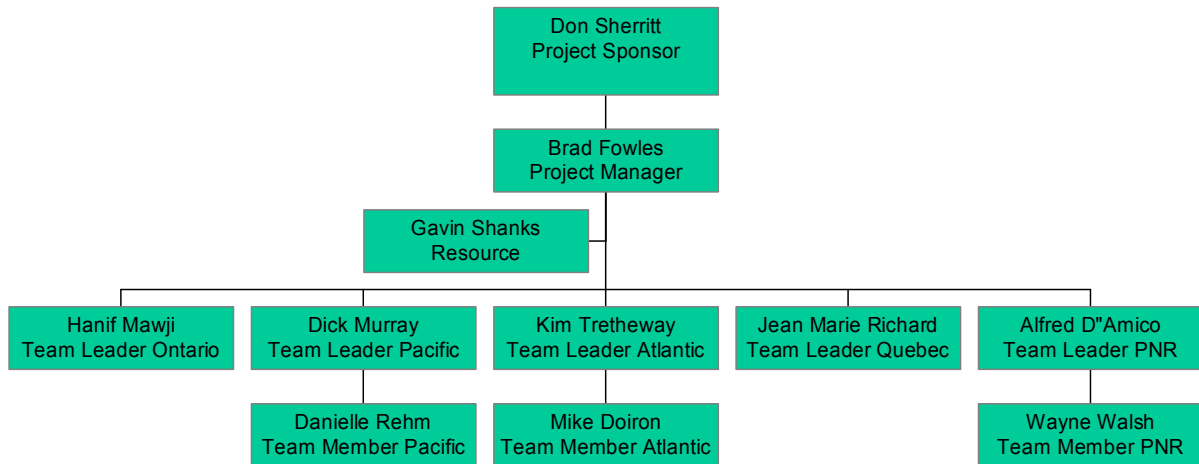 Don Sherritt
Project Sponsor
Brad Fowles
Project Manager
Gavin Shanks
Resource
Hanif Mawji
Team Leader Ontario
Dick Murray
Team Leader Pacific
Kim Tretheway
Team Leader Atlantic
Jean Marie Richard
Team Leader Quebec
Alfred D"Amico
Team Leader PNR
Danielle Rehm
Team Member Pacific
Mike Doiron
Team Member Atlantic
Wayne Walsh
Team Member PNR